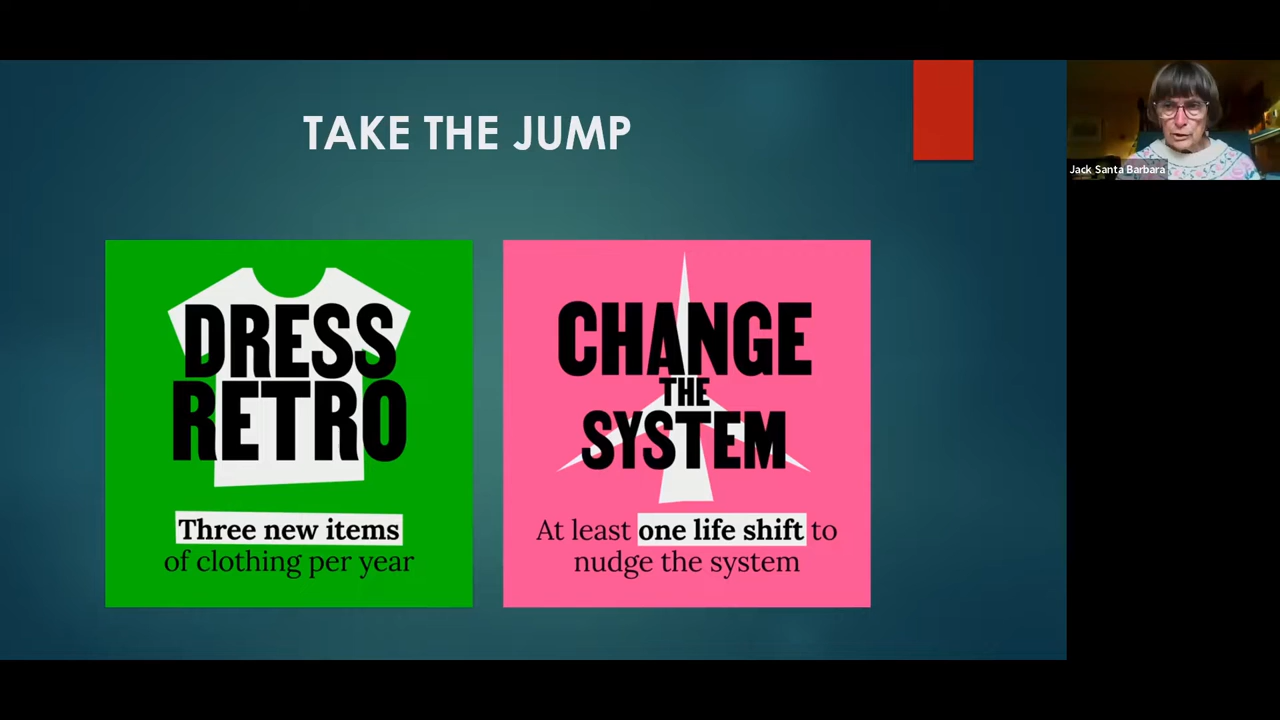 TAKE THE JUMP
DRESS
RETRO
Three new items
of clothing per year
CHANGE
THE
SYSTEM
At least one life shift to
nudge the system
Jack Santa Barbara